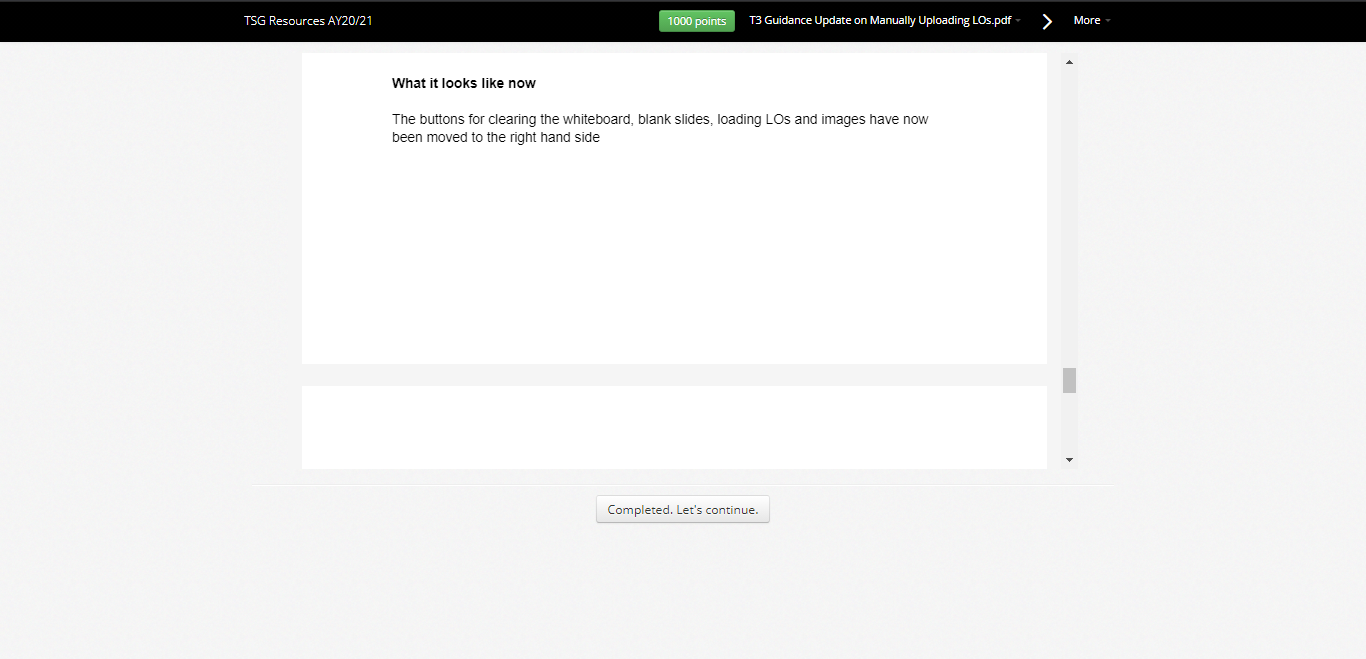 TSG Resources AY20/21
1000 points
T3 Guidance Update on Manually Uploading LOs.pdf
More
What it looks like now
The buttons for clearing the whiteboard, blank slides, loading LOs and images have now
been moved to the right hand side
Completed. Let's continue.